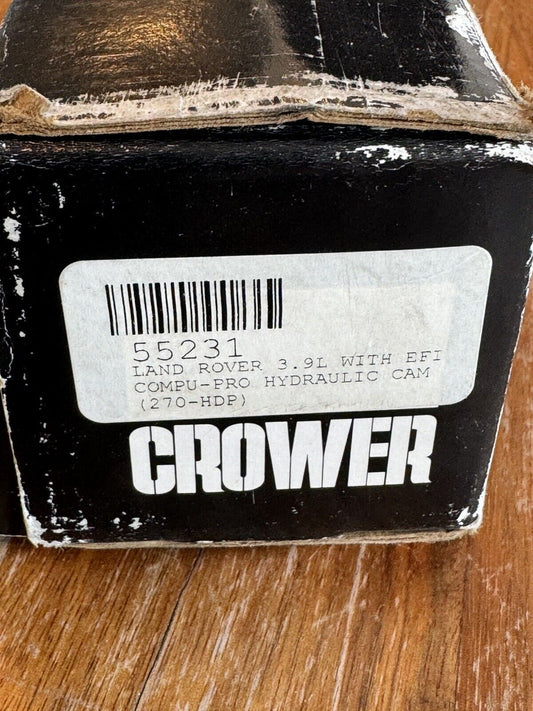 55231
LAND ROVER 3.9L WITH EFI
COMPU-PRO HYDRAULIC CAM
(270-HDP)
CROWER